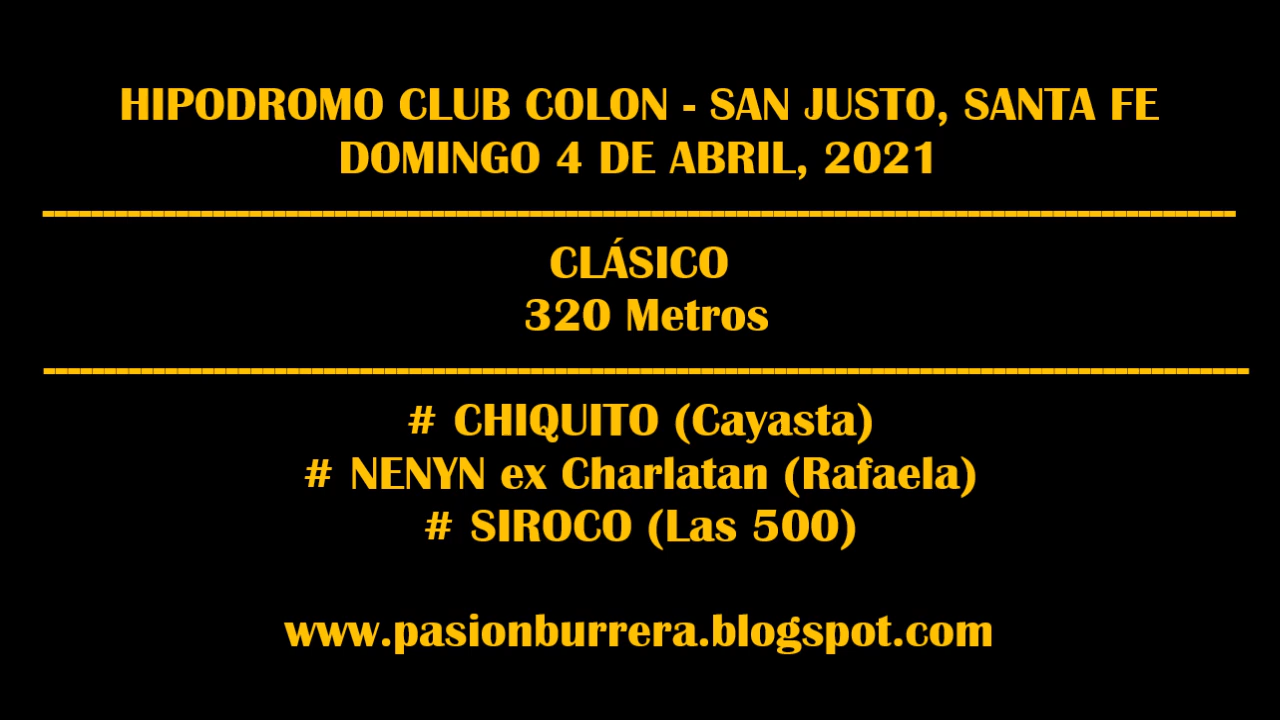 HIPODROMO CLUB COLON - SAN JUSTO, SANTA FE
DOMINGO 4 DE ABRIL, 2021
CLÁSICO
320 Metros
# CHIQUITO (Cayasta)
# NENYN ex Charlatan (Rafaela)
# SIROCO (Las 500)
www.pasionburrera.blogspot.com